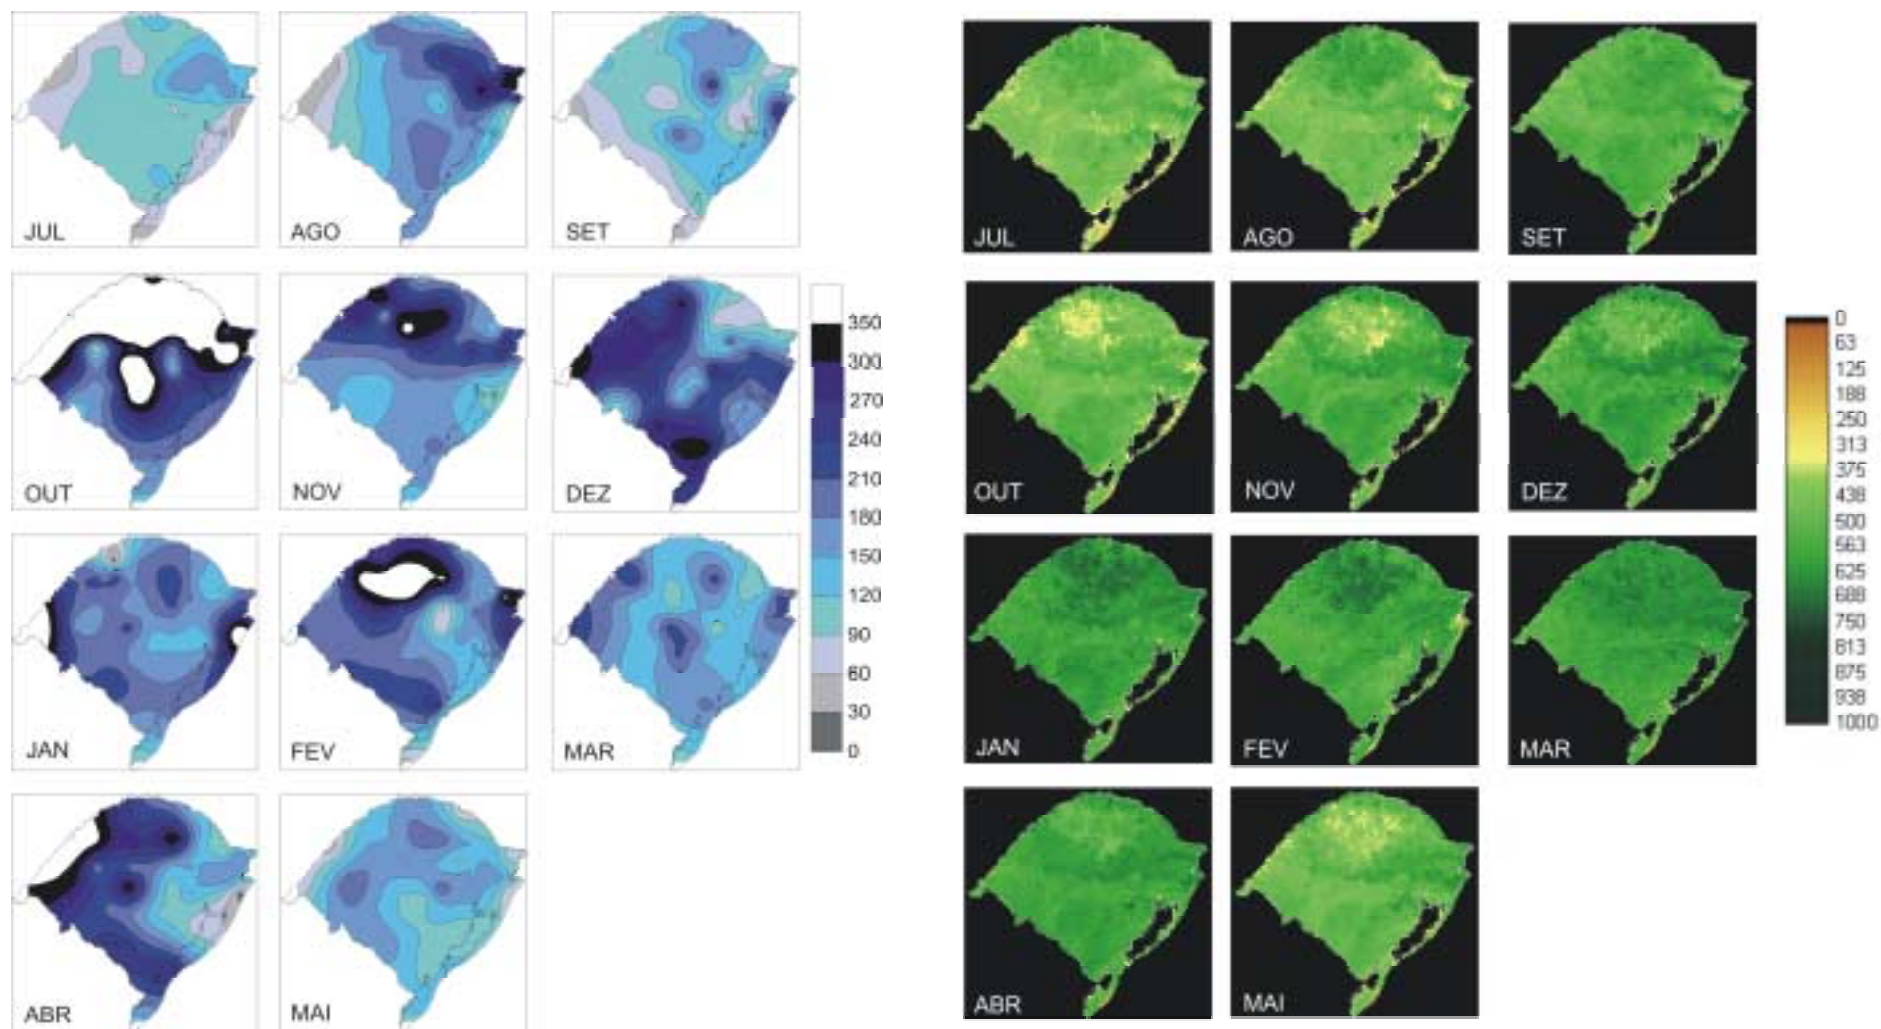 JUL
AGO
SET
OUT
NOV
DEZ
JAN
FEV
MAR
ABR
MAI
350
300
270
240
210
180
150
120
90
60
30
0
JUL
AGO
SET
OUT
NOV
DEZ
JAN
FEV
MAR
ABR
MAI
0
63
125
188
250
313
375
438
500
563
625
688
750
813
875
938
1000